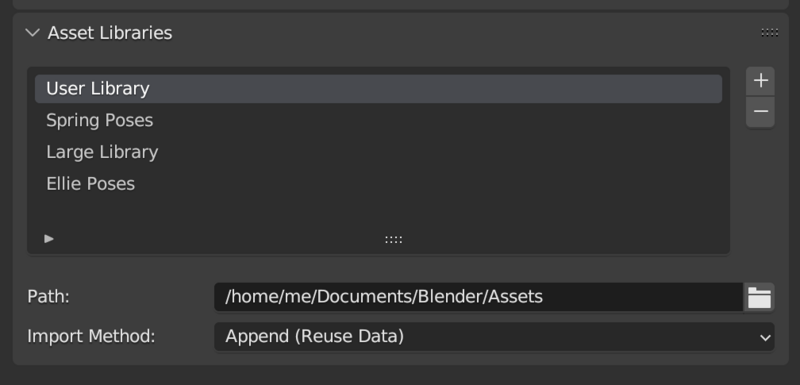 Asset Libraries
User Library
Spring Poses
Large Library
Ellie Poses
Path: /home/me/Documents/Blender/Assets
Import Method: Append (Reuse Data)